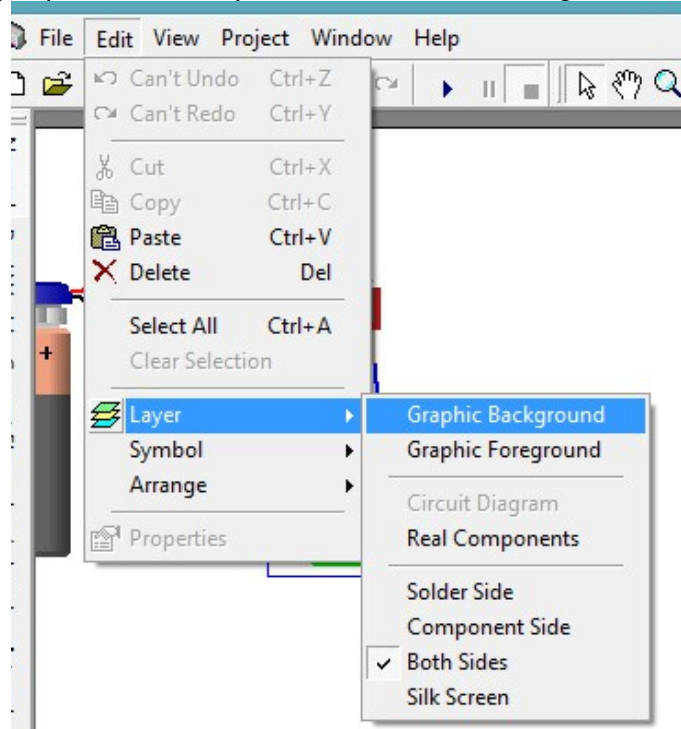 File Edit View Project Window Help
Can't Undo Ctrl+Z
Can't Redo Ctrl+Y
Cut Ctrl+X
Copy Ctrl+C
Paste Ctrl+V
Delete Del
Select All Ctrl+A
Clear Selection
Layer
Symbol
Arrange
Properties
Graphic Background
Graphic Foreground
Circuit Diagram
Real Components
Solder Side
Component Side
Both Sides
Silk Screen
+